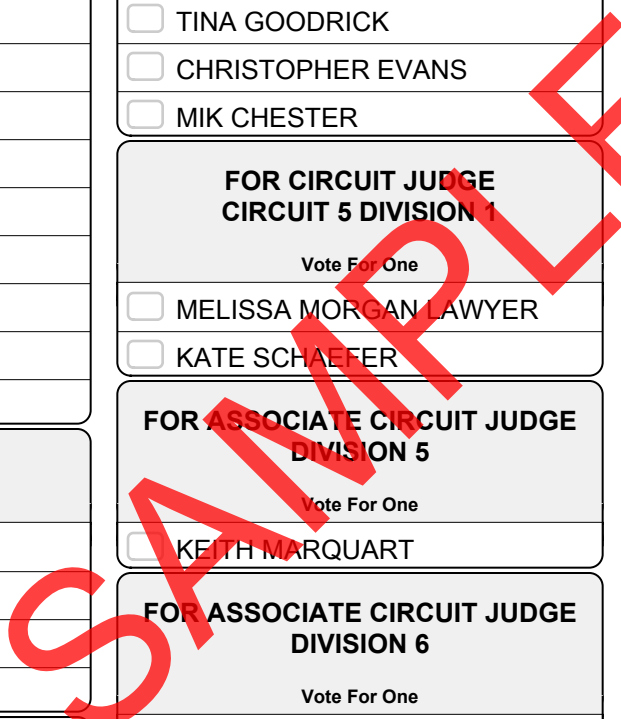 TINA GOODRICK
CHRISTOPHER EVANS
MIK CHESTER
FOR CIRCUIT JUDGE
CIRCUIT 5 DIVISION 1
Vote For One
MELISSA MORGAN LAWYER
KATE SCHAEFER
FOR ASSOCIATE CIRCUIT JUDGE
DIVISION 5
Vote For One
KEITH MARQUART
FOR ASSOCIATE CIRCUIT JUDGE
DIVISION 6
Vote For One
SAMPLE